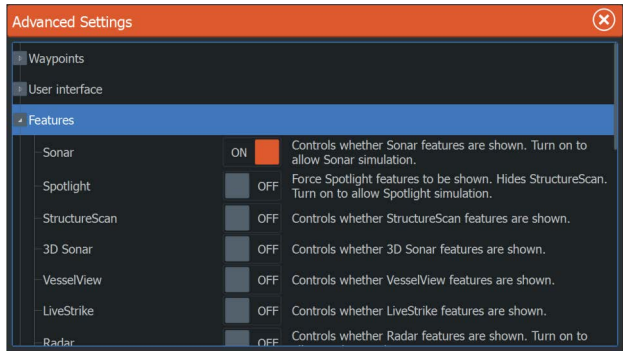 Advanced Settings
Waypoints
User interface
Features
Sonar ON Controls whether Sonar features are shown. Turn on to
allow Sonar simulation.
Spotlight OFF Force Spotlight features to be shown. Hides StructureScan.
Turn on to allow Spotlight simulation.
StructureScan OFF Controls whether StructureScan features are shown.
3D Sonar OFF Controls whether 3D Sonar features are shown.
VesselView OFF Controls whether VesselView features are shown.
LiveStrike OFF Controls whether LiveStrike features are shown.
Radar OFF Controls whether Radar features are shown. Turn on to